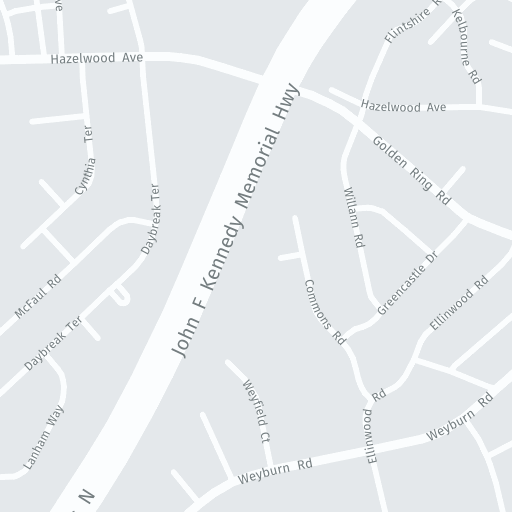 Flintshire
Kelbourne Rd
Hazelwood Ave
Hazelwood Ave
Golden Ring Rd
Cynthia Ter
Daybreak Ter
John F Kennedy Memorial Hwy
Willann Rd
McFaul Rd
Greencastle Dr
Commons Rd
Ellinwood Rd
Daybreak Ter
Weyfield Ct
Ellinwood Rd
Weyburn Rd
Lanham Way
Weyburn Rd
N